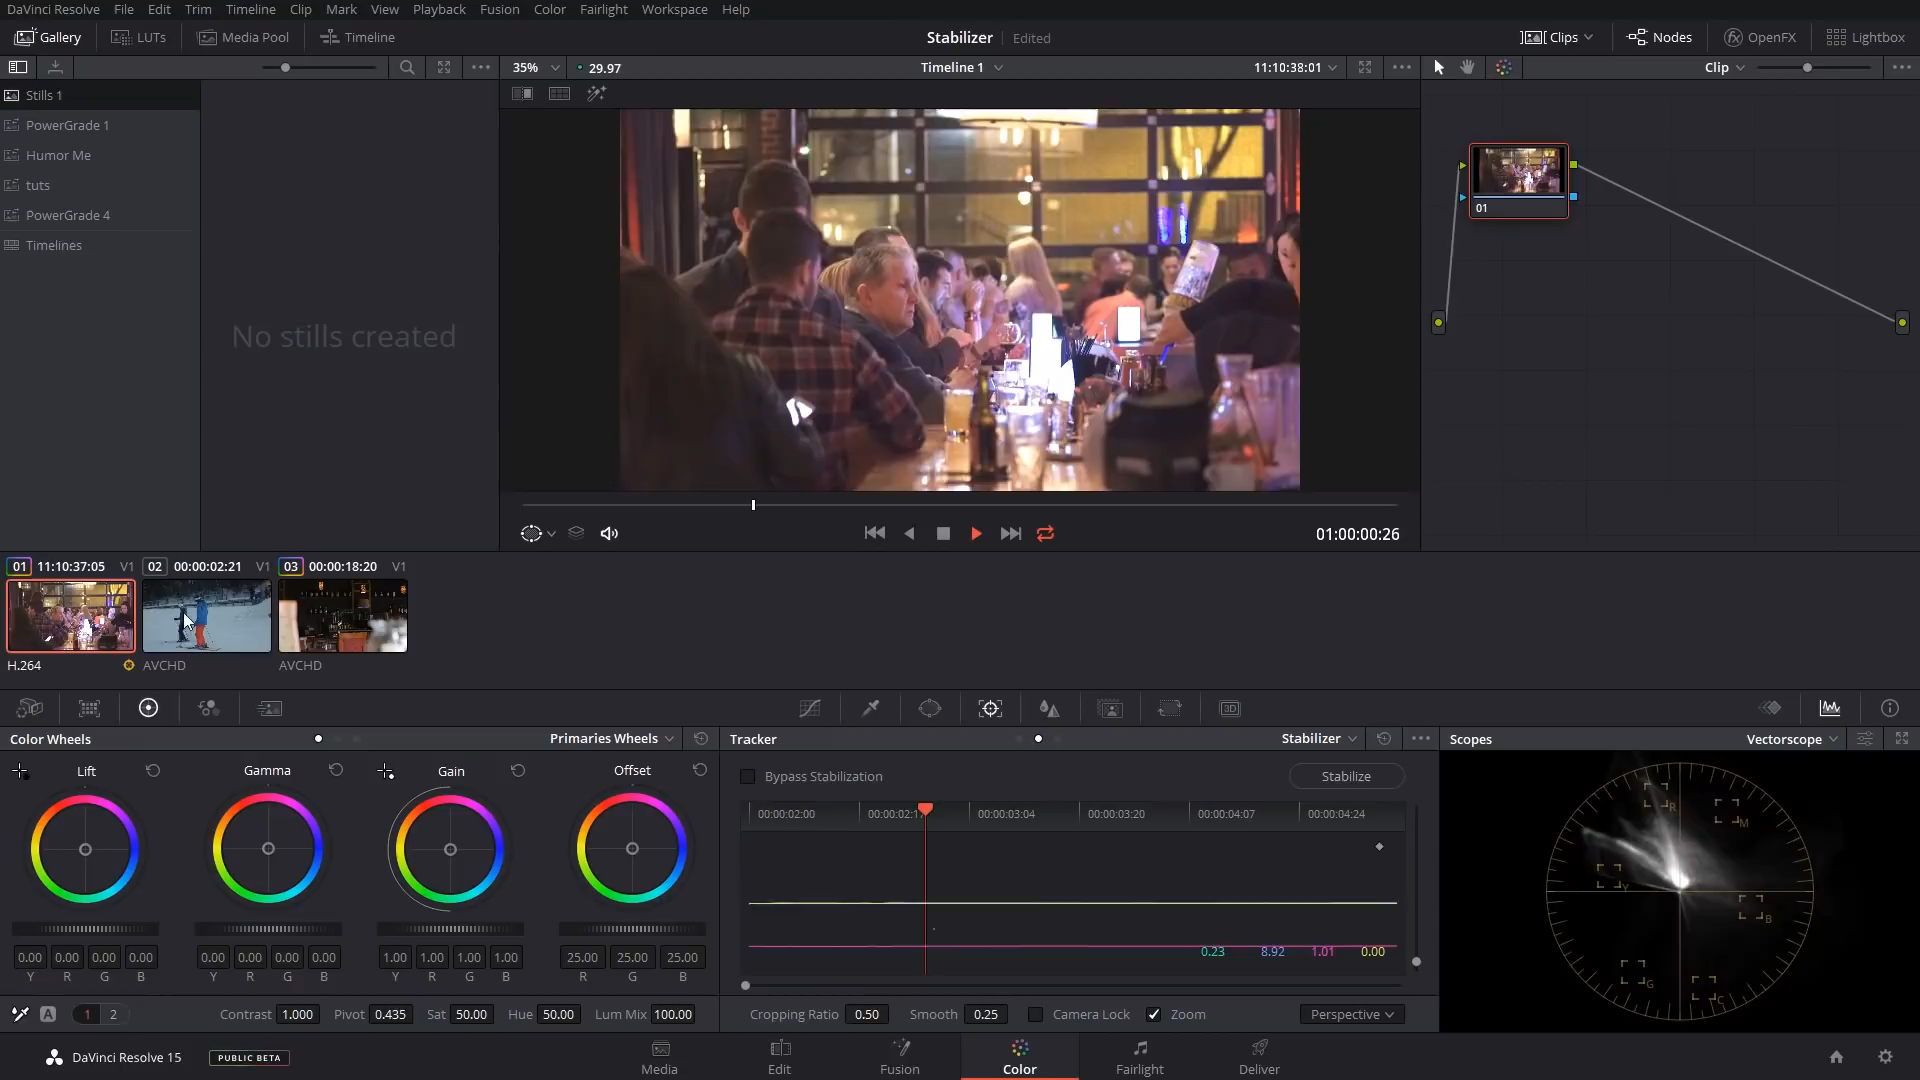 DaVinci Resolve File Edit Trim Timeline Clip Mark View Playback Fusion Color Fairlight Workspace Help
Gallery LUTs Media Pool Timeline Stabilizer Edited Clips Nodes OpenFX Lightbox
35% 29.97 Timeline 1 11:10:38:01 Clip
Stills 1
PowerGrade 1
Humor Me
tuts
PowerGrade 4
Timelines
No stills created
01
01:00:00:26
01 11:10:37:05 V1 02 00:00:02:21 V1 03 00:00:18:20 V1
H.264 AVCHD AVCHD
Color Wheels Primaries Wheels Tracker Stabilizer Scopes Vectorscope
Lift Gamma Gain Offset
Bypass Stabilization Stabilize
00:00:02:00 00:00:02:17 00:00:03:04 00:00:03:20 00:00:04:07 00:00:04:24
R M
Y B
G C
0.23 8.92 1.01 0.00
0.00 0.00 0.00 0.00 0.00 0.00 0.00 0.00 1.00 1.00 1.00 1.00 25.00 25.00 25.00
Y R G B Y R G B Y R G B R G B
A 1 2 Contrast 1.000 Pivot 0.435 Sat 50.00 Hue 50.00 Lum Mix 100.00
Cropping Ratio 0.50 Smooth 0.25 Camera Lock Zoom Perspective
3D
DaVinci Resolve 15 PUBLIC BETA Media Edit Fusion Color Fairlight Deliver